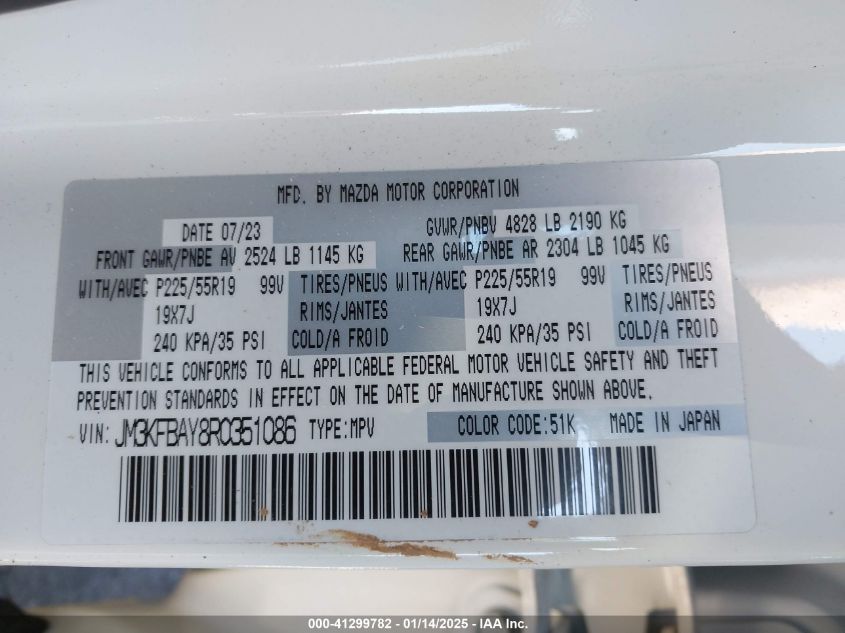 MFD. BY MAZDA MOTOR CORPORATION
DATE 07/23 GVWR/PNBV 4828 LB 2190 KG
FRONT GAWR/PNBE AV 2524 LB 1145 KG REAR GAWR/PNBE AR 2304 LB 1045 KG
WITH/AVEC P225/55R19 99V TIRES/PNEUS WITH/AVEC P225/55R19 99V TIRES/PNEUS
19X7J RIMS/JANTES 19X7J RIMS/JANTES
240 KPA/35 PSI COLD/A FROID 240 KPA/35 PSI COLD/A FROID
THIS VEHICLE CONFORMS TO ALL APPLICABLE FEDERAL MOTOR VEHICLE SAFETY AND THEFT
PREVENTION STANDARDS IN EFFECT ON THE DATE OF MANUFACTURE SHOWN ABOVE.
VIN: JM3KFBAY8R0351086 TYPE:MPV COLOR CODE:51K MADE IN JAPAN
000-41299782 - 01/14/2025 - IAA Inc.